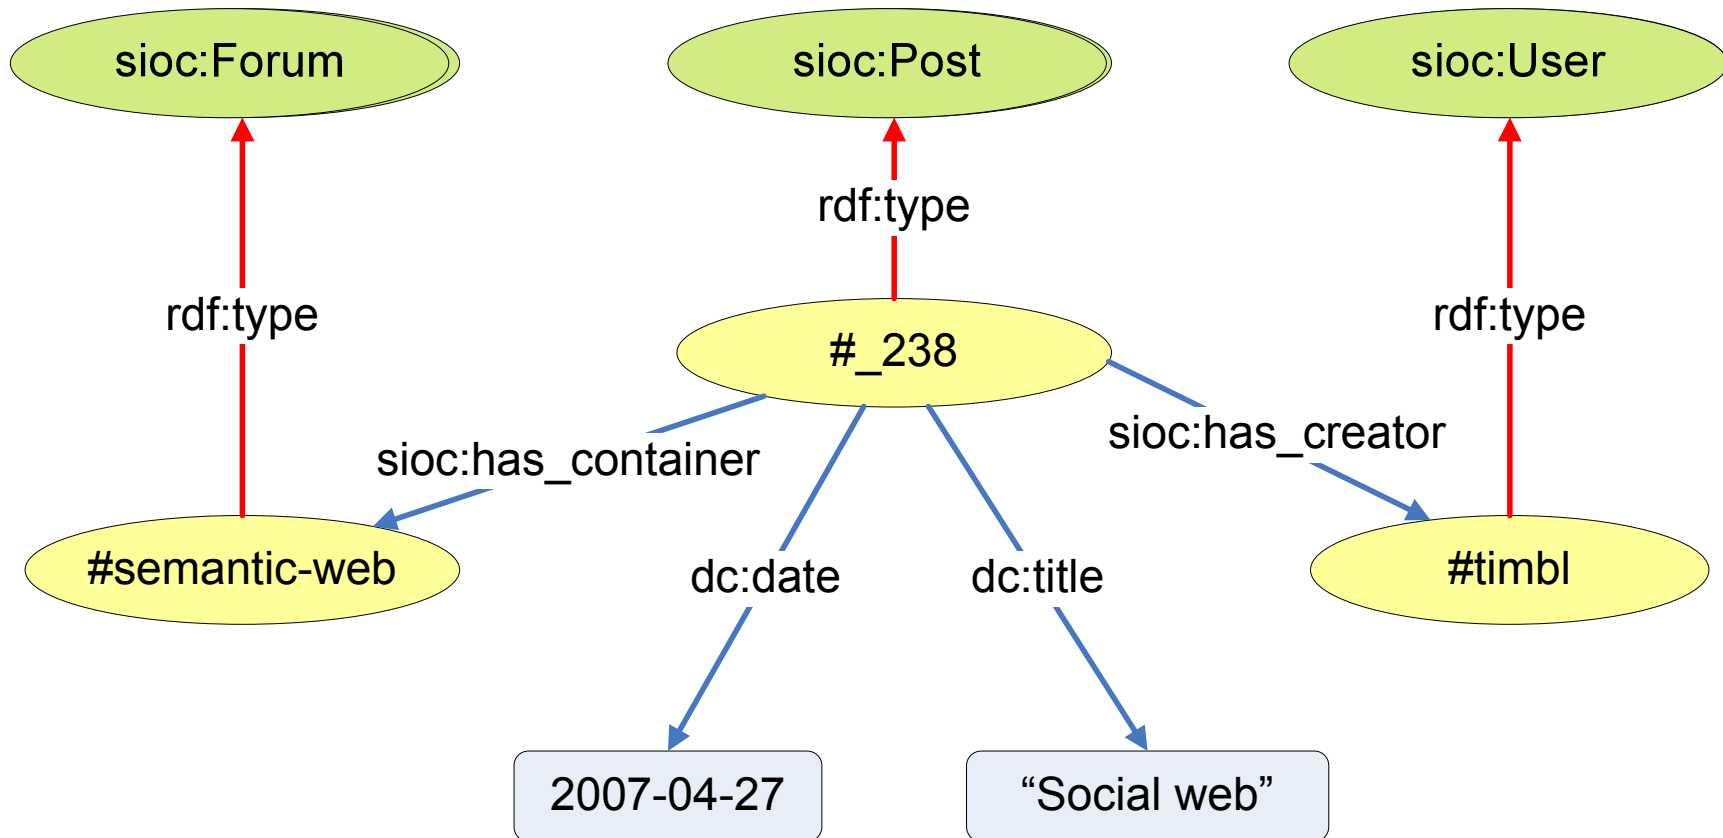 sioc:Forum
sioc:Post
sioc:User
rdf:type
rdf:type
rdf:type
#_238
sioc:has_container
sioc:has_creator
#semantic-web
dc:date
dc:title
#timbl
2007-04-27
“Social web”